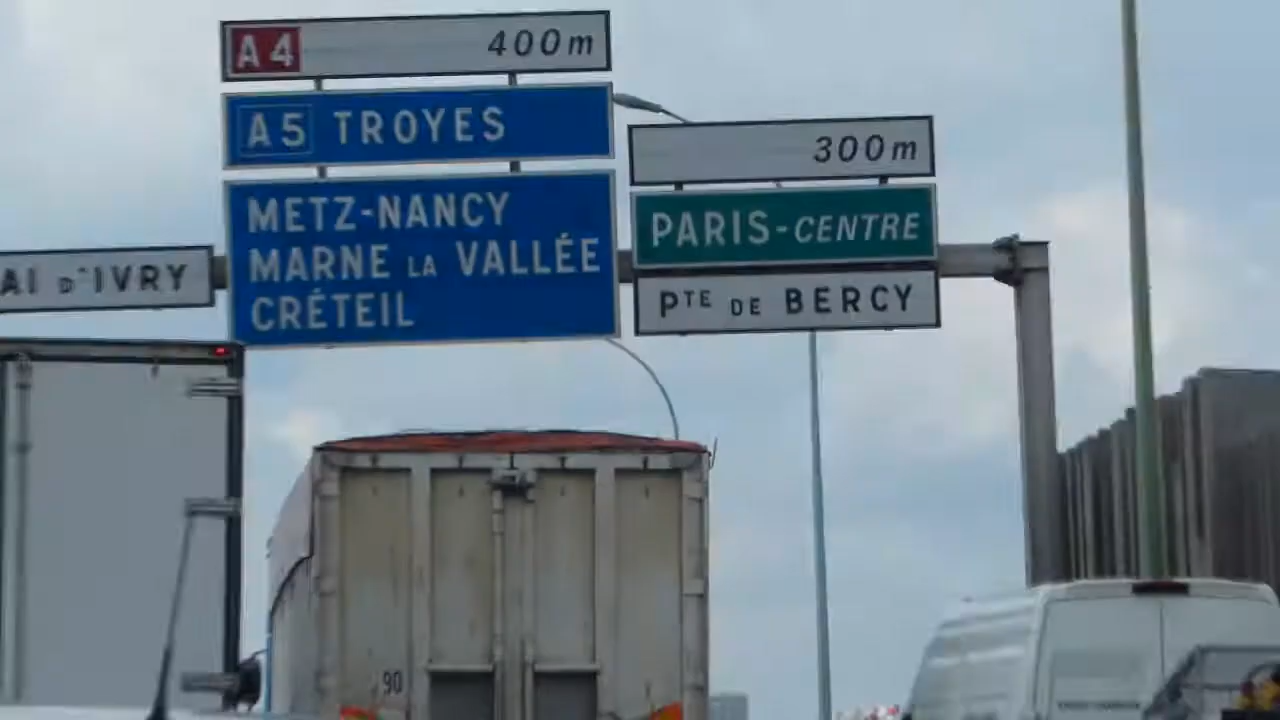 A4 400m
A5 TROYES
METZ-NANCY
MARNE LA VALLÉE
CRÉTEIL
300m
PARIS-CENTRE
PTE DE BERCY
AI D'IVRY
90